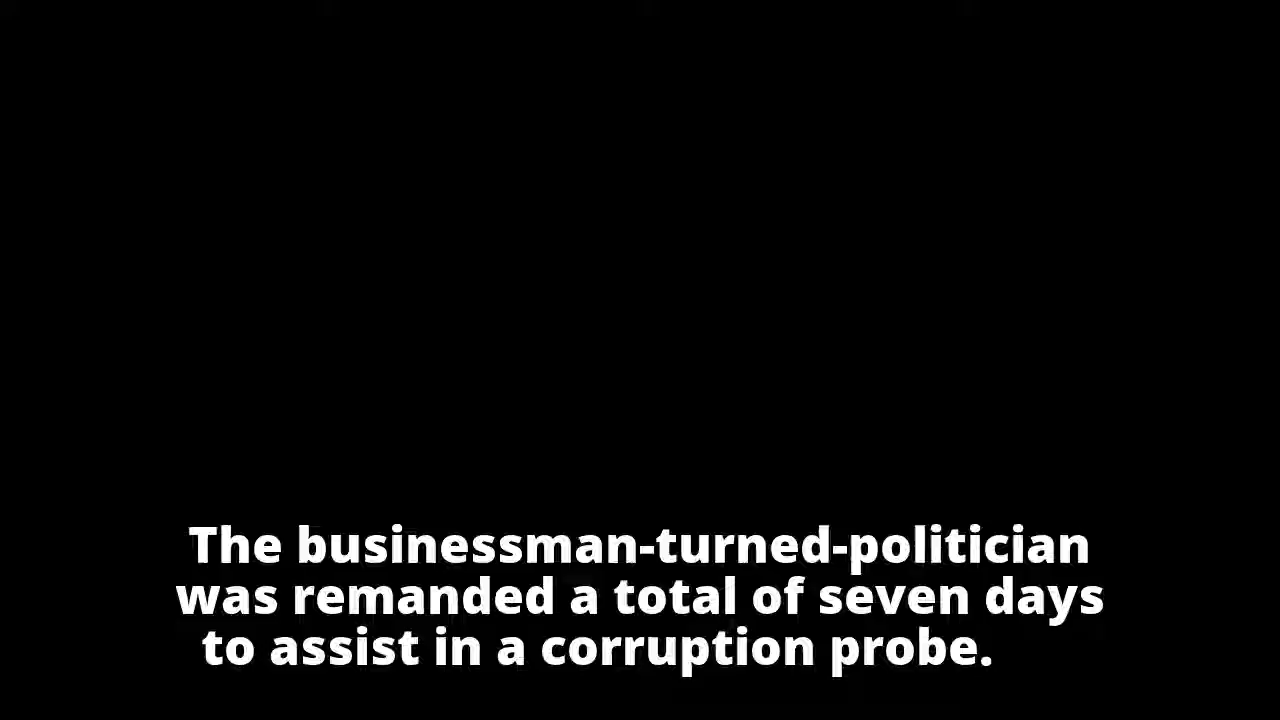 The businessman-turned-politician
was remanded a total of seven days
to assist in a corruption probe.